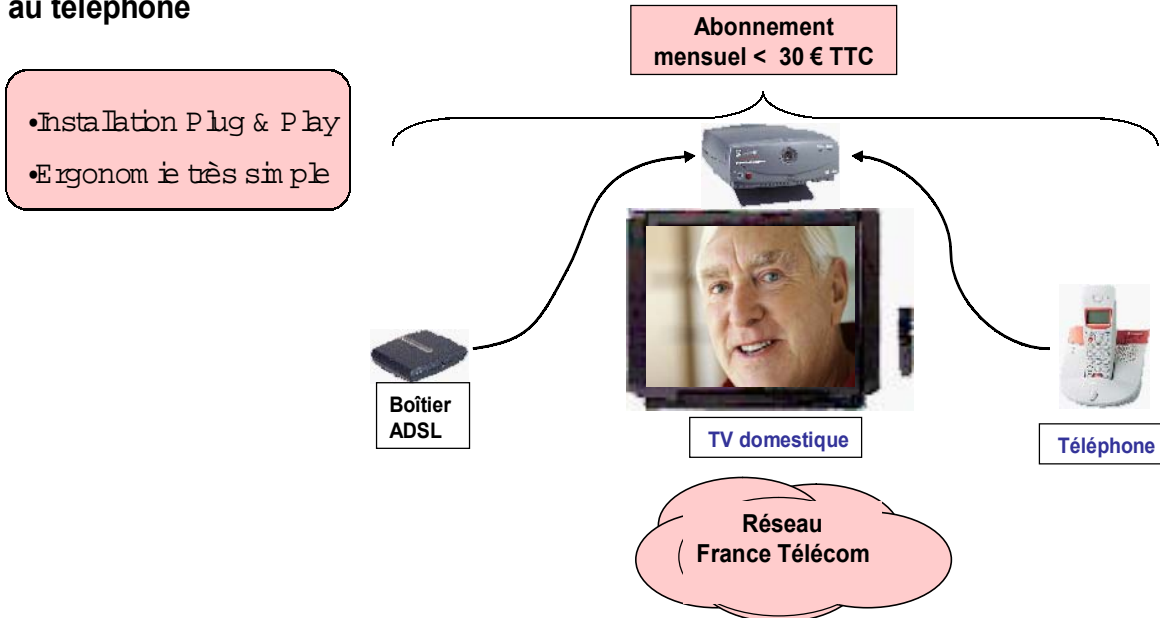 au téléphone
Abonnement
mensuel < 30 € TTC
•Installation Plug & Play
•Ergonomie très simple
Boîtier
ADSL
TV domestique
Téléphone
Réseau
France Télécom